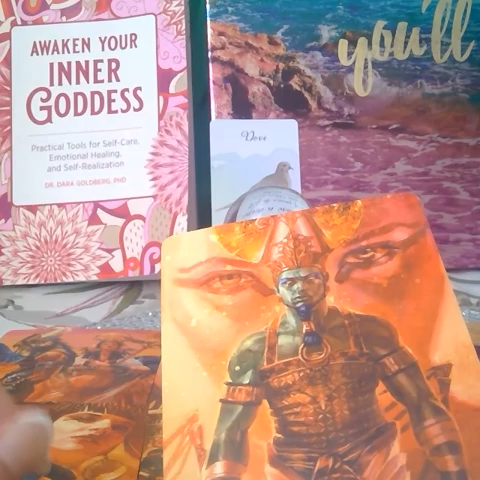 AWAKEN YOUR
INNER
GODDESS
Practical Tools for Self-Care,
Emotional Healing,
and Self-Realization
DR. DARA GOLDBERG, PHD
you'll
Dove